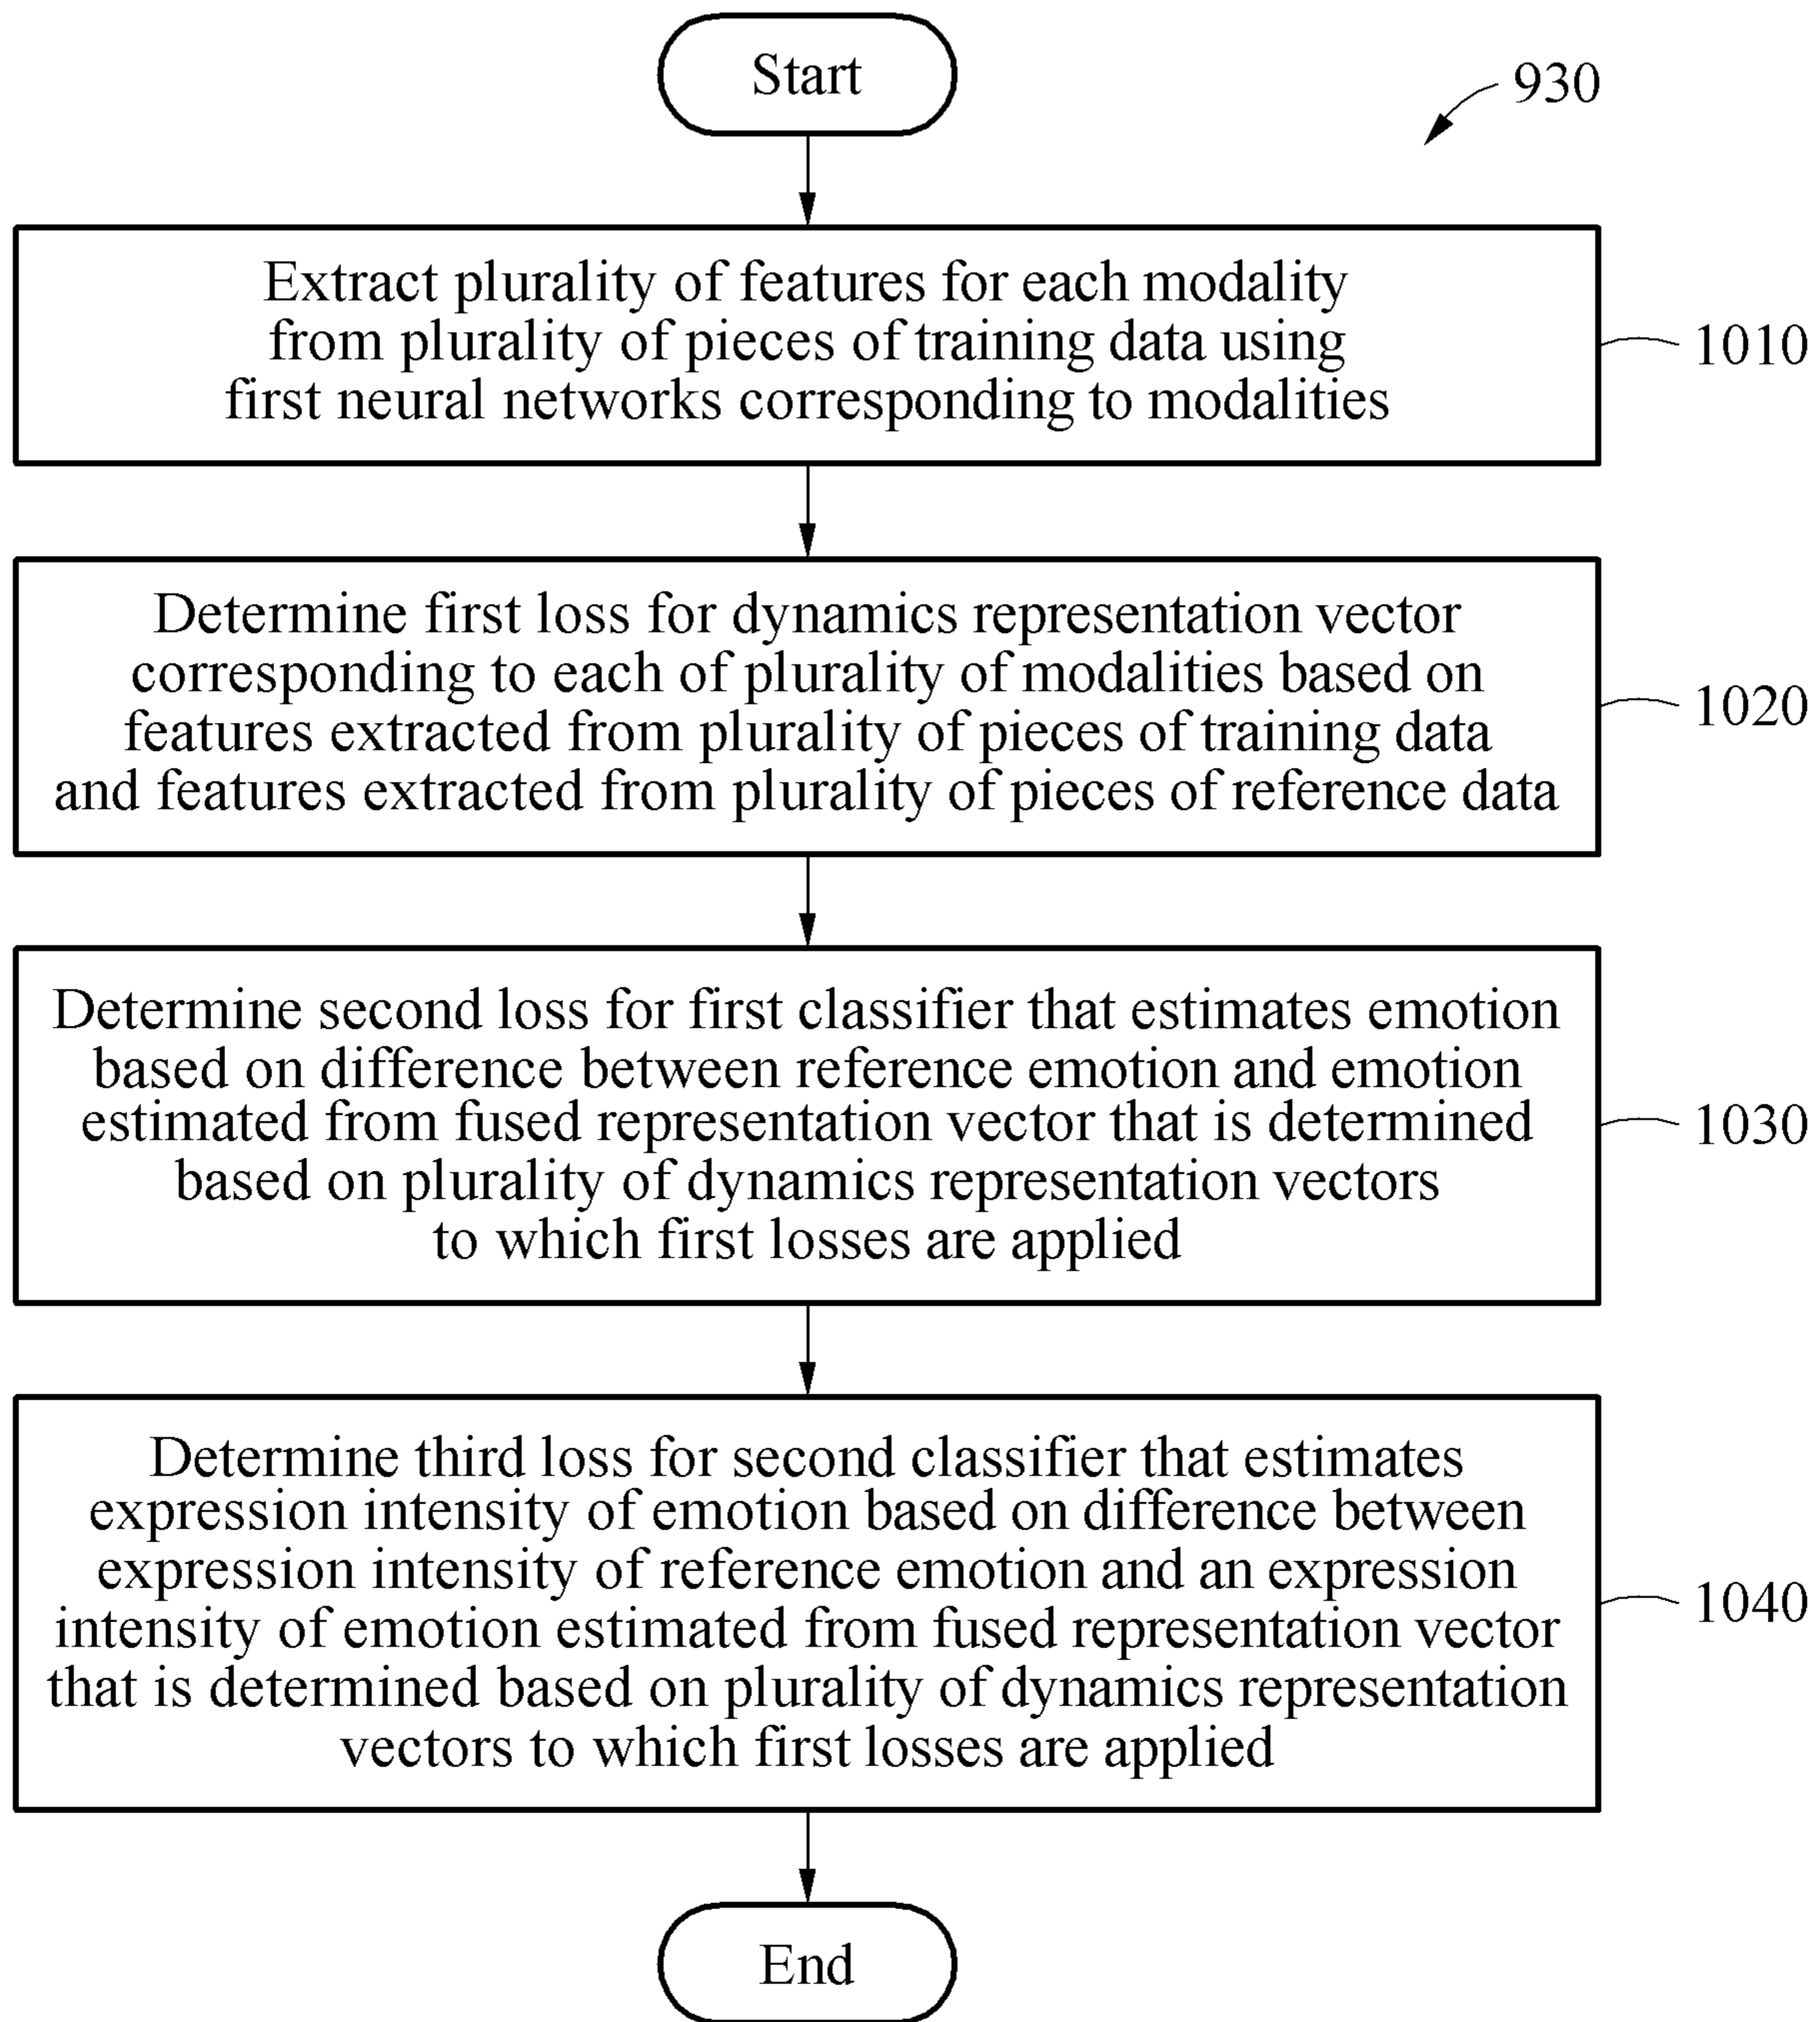 Start
930
Extract plurality of features for each modality
from plurality of pieces of training data using
first neural networks corresponding to modalities
1010
Determine first loss for dynamics representation vector
corresponding to each of plurality of modalities based on
features extracted from plurality of pieces of training data
and features extracted from plurality of pieces of reference data
1020
Determine second loss for first classifier that estimates emotion
based on difference between reference emotion and emotion
estimated from fused representation vector that is determined
based on plurality of dynamics representation vectors
to which first losses are applied
1030
Determine third loss for second classifier that estimates
expression intensity of emotion based on difference between
expression intensity of reference emotion and an expression
intensity of emotion estimated from fused representation vector
that is determined based on plurality of dynamics representation
vectors to which first losses are applied
1040
End